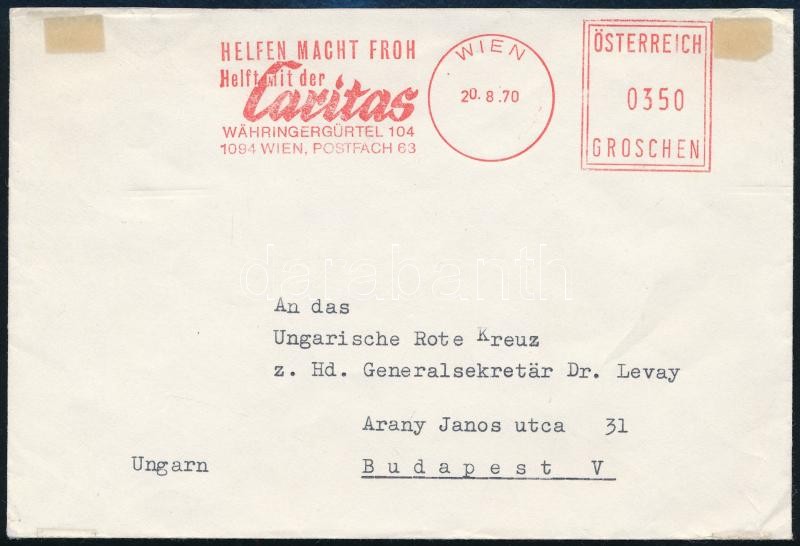 HELFEN MACHT FROH
Helft mit der
Caritas
WÄHRINGERGÜRTEL 104
1094 WIEN, POSTFACH 63
WIEN
20.8.70
ÖSTERREICH
0350
GROSCHEN
darabanth
An das
Ungarische Rote Kreuz
z. Hd. Generalsekretär Dr. Levay
Arany Janos utca 31
Ungarn
Budapest V